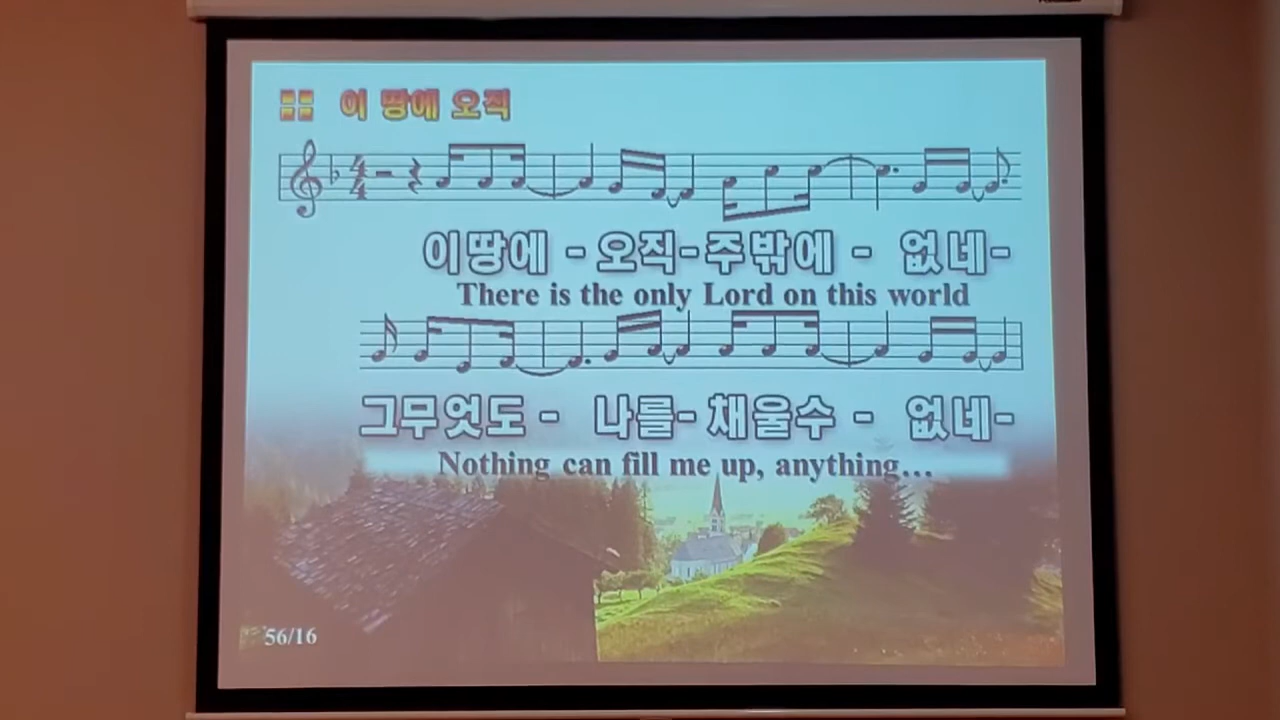 이 땅에 오직
이땅에 - 오직-주밖에 - 없네-
There is the only Lord on this world
그무엇도 - 나를-채울수 - 없네-
Nothing can fill me up, anything…
56/16